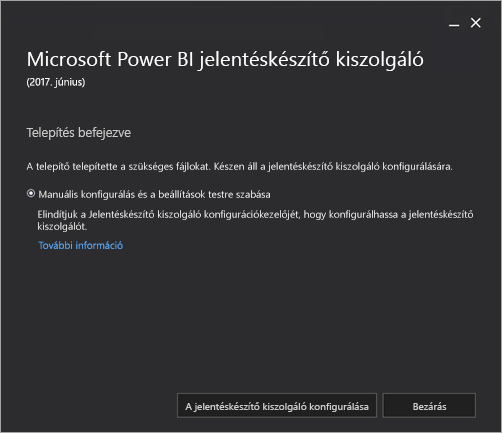 Microsoft Power BI jelentéskészítő kiszolgáló
(2017. június)
Telepítés befejezve
A telepítő telepítette a szükséges fájlokat. Készen áll a jelentéskészítő kiszolgáló konfigurálására.
Manuális konfigurálás és a beállítások testre szabása
Elindítjuk a Jelentéskészítő kiszolgáló konfigurációkezelőjét, hogy konfigurálhassa a jelentéskészítő
kiszolgálót.
További információ
A jelentéskészítő kiszolgáló konfigurálása
Bezárás